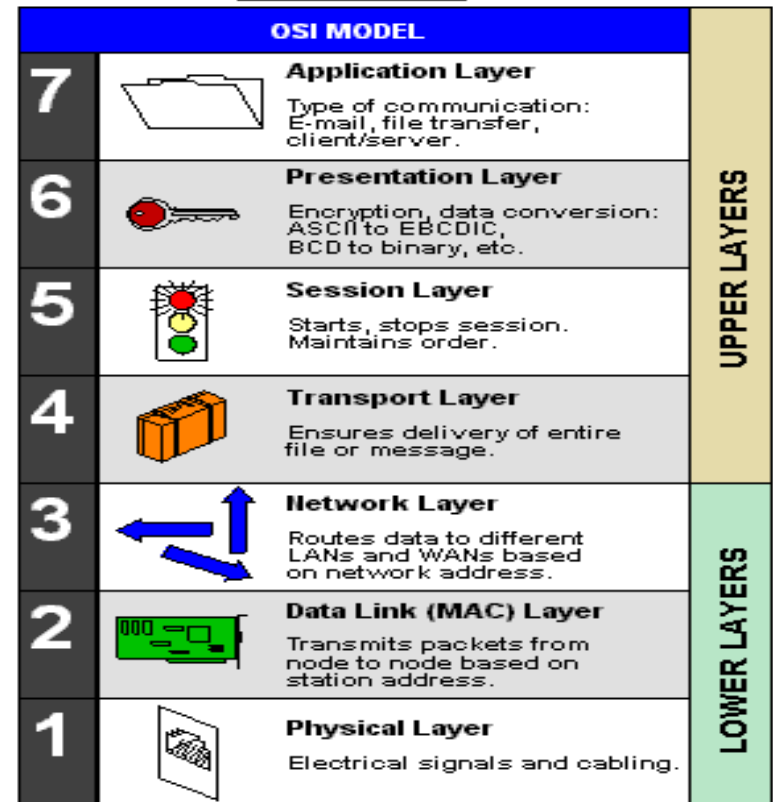 OSI MODEL
7
Application Layer
Type of communication:
E-mail, file transfer,
client/server.
6
Presentation Layer
Encryption, data conversion:
ASCII to EBCDIC,
BCD to binary, etc.
5
Session Layer
Starts, stops session.
Maintains order.
4
Transport Layer
Ensures delivery of entire
file or message.
UPPER LAYERS
3
Network Layer
Routes data to different
LANs and WANs based
on network address.
2
Data Link (MAC) Layer
Transmits packets from
node to node based on
station address.
1
Physical Layer
Electrical signals and cabling.
LOWER LAYERS